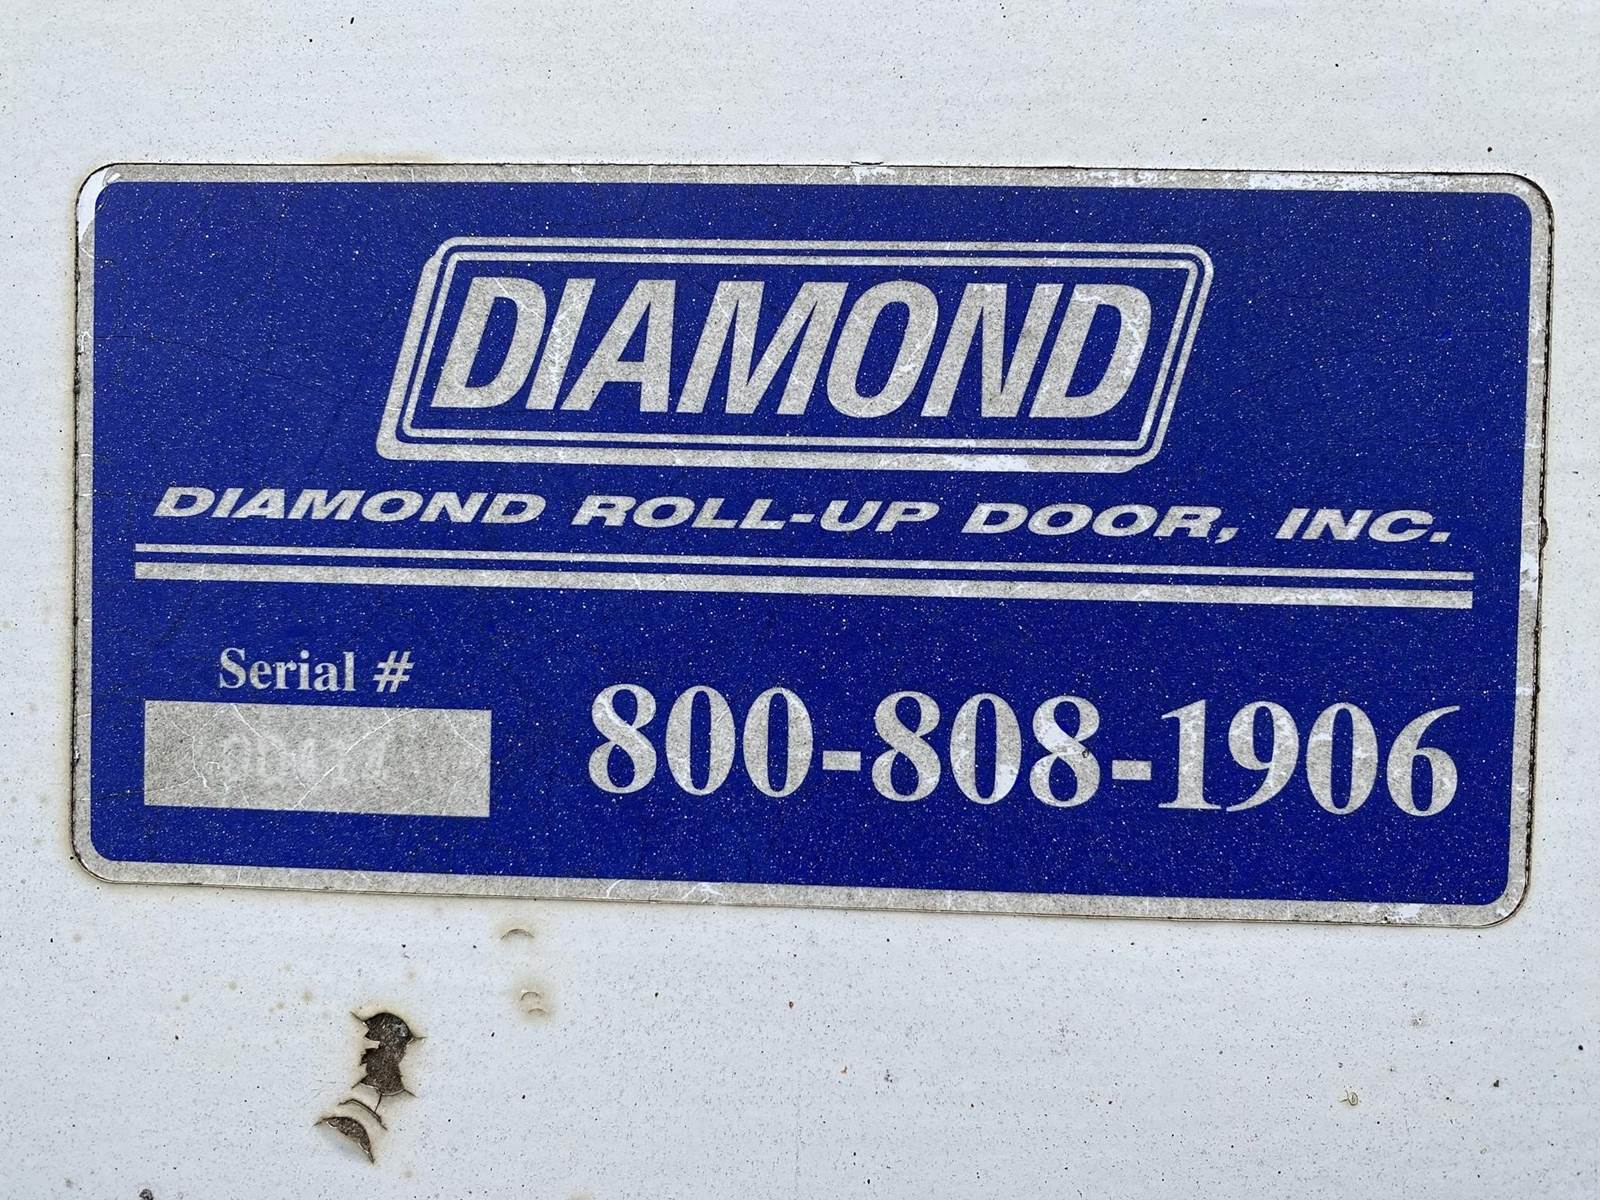 DIAMOND
DIAMOND ROLL-UP DOOR, INC.
Serial #
800-808-1906